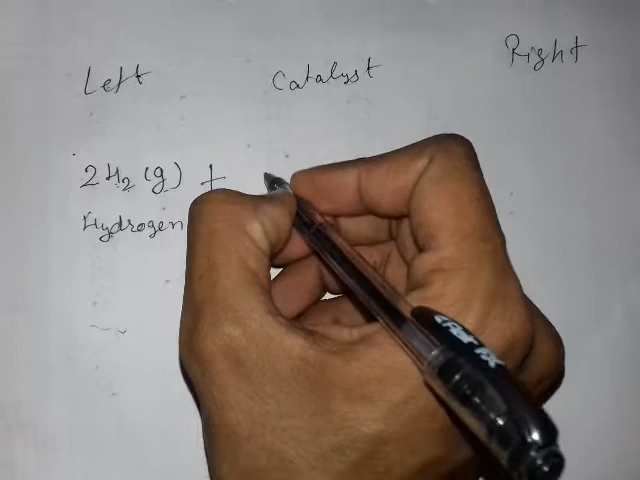 Left Catalyst Right
2H₂(g) +
Hydrogen